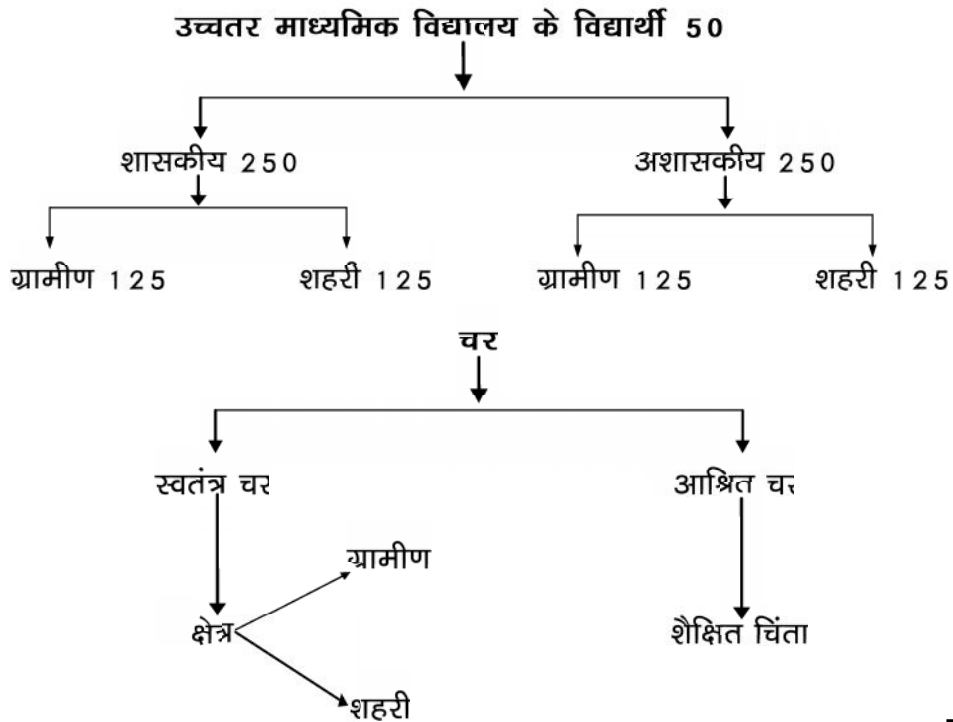 उच्चतर माध्यमिक विद्यालय के विद्यार्थी 50
शासकीय 250 अशासकीय 250
ग्रामीण 125 शहरी 125 ग्रामीण 125 शहरी 125
चर
स्वतंत्र चर आश्रित चर
ग्रामीण
क्षेत्र शैक्षित चिंता
शहरी